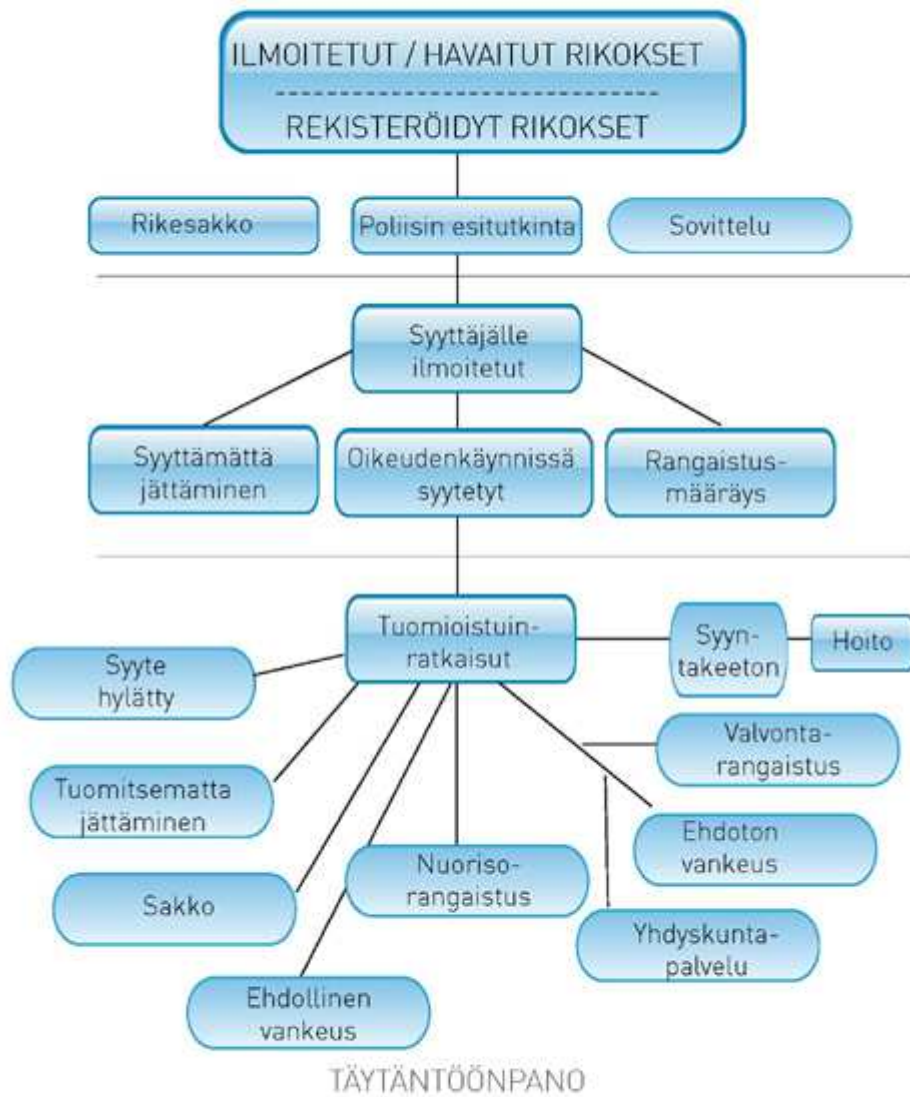 ILMOITETUT / HAVAITUT RIKOKSET
REKISTERÖIDYT RIKOKSET
Rikesakko
Poliisin esitutkinta
Sovittelu
Syyttäjälle
ilmoitetut
Syyttämättä
jättäminen
Oikeudenkäynnissä
syytetyt
Rangaistus-
määräys
Tuomioistuin-
ratkaisut
Syyn-
takeeton
Hoito
Syyte
hylätty
Valvonta-
rangaistus
Tuomitsematta
jättäminen
Ehdoton
vankeus
Nuoriso-
rangaistus
Sakko
Yhdyskunta-
palvelu
Ehdollinen
vankeus
TÄYTÄNTÖÖNPANO